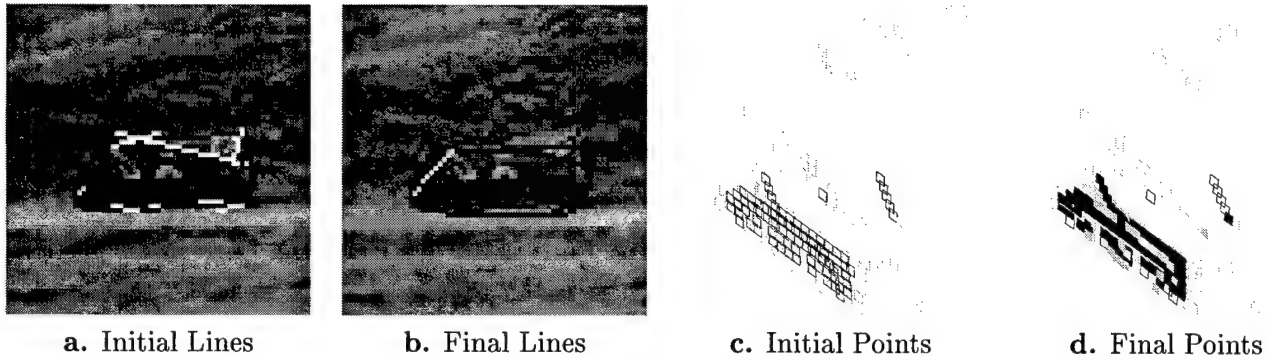 a. Initial Lines
b. Final Lines
c. Initial Points
d. Final Points